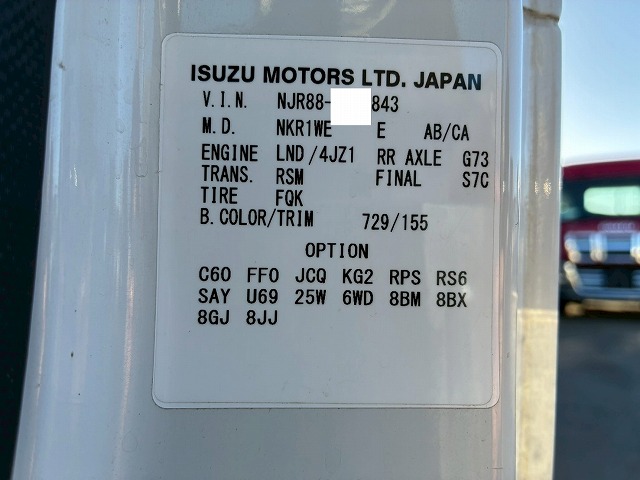 ISUZU MOTORS LTD. JAPAN
V.I.N. NJR88- 843
M.D. NKR1WE E AB/CA
ENGINE LND/4JZ1 RR AXLE G73
TRANS. RSM FINAL S7C
TIRE FQK
B.COLOR/TRIM 729/155
OPTION
C60 FF0 JCQ KG2 RPS RS6
SAY U69 25W 6WD 8BM 8BX
8GJ 8JJ